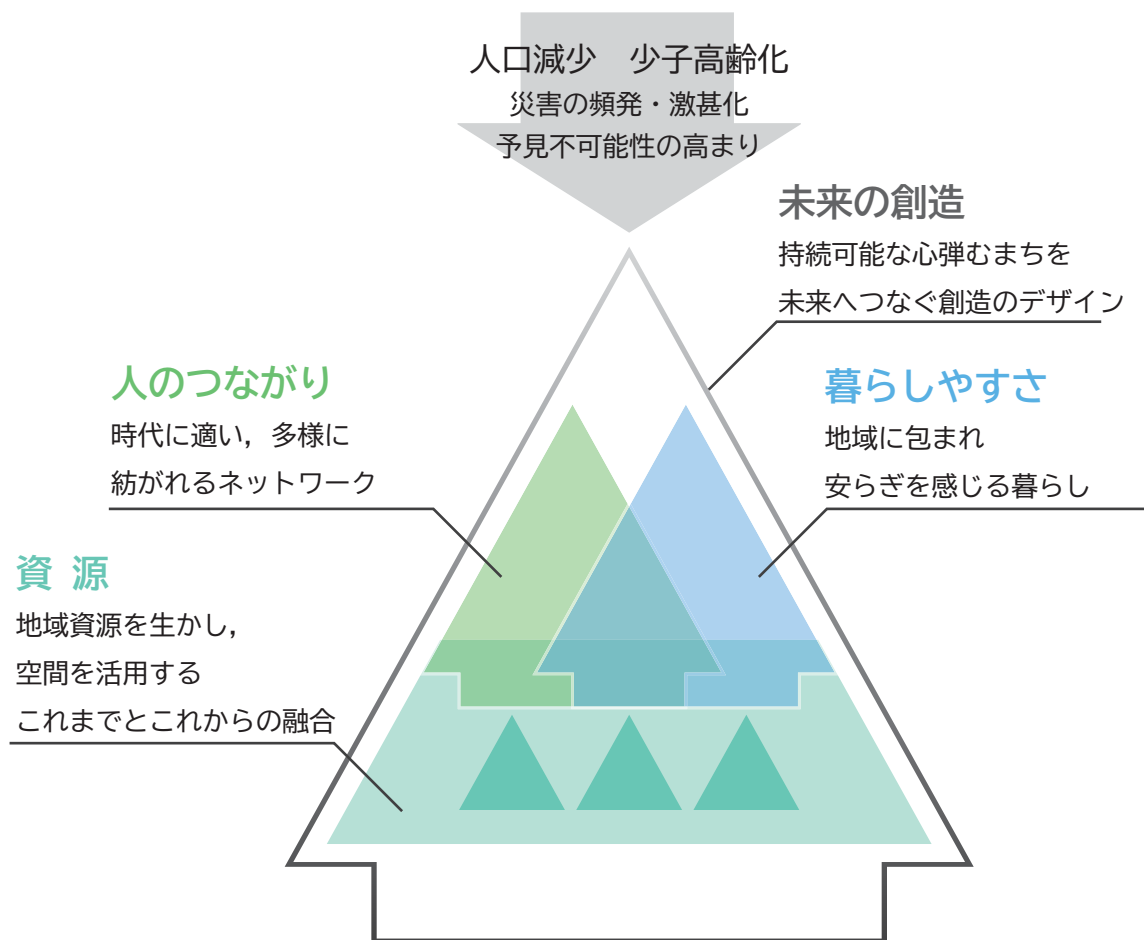 人口減少　少子高齢化
災害の頻発・激甚化
予見不可能性の高まり
未来の創造
持続可能な心弾むまちを
未来へつなぐ創造のデザイン
人のつながり
時代に適い，多様に
紡がれるネットワーク
暮らしやすさ
地域に包まれ
安らぎを感じる暮らし
資 源
地域資源を生かし，
空間を活用する
これまでとこれからの融合